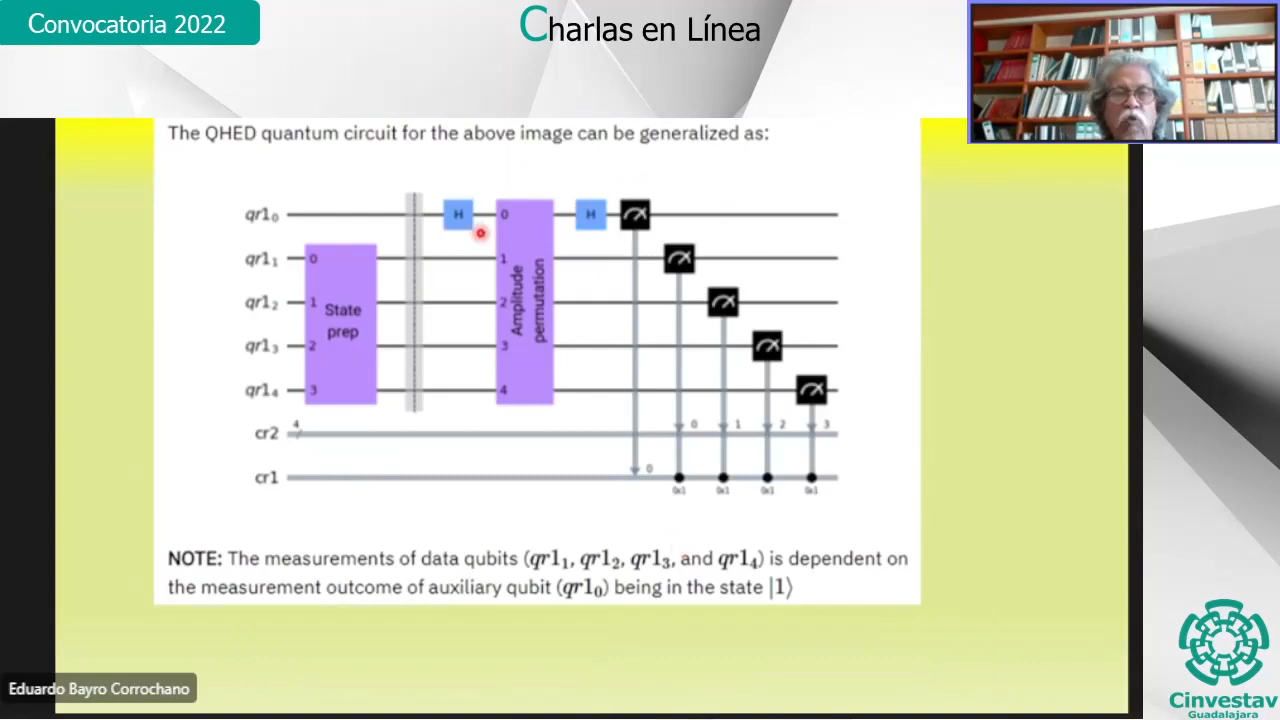 Convocatoria 2022
Charlas en Línea
The QHED quantum circuit for the above image can be generalized as:
qr1₀
H
0
H
qr1₁
0
1
qr1₂
1
State
prep
2
Amplitude
permutation
qr1₃
2
3
qr1₄
3
4
cr2
4
0
1
2
3
cr1
0
0x1
0x1
0x1
0x1
NOTE: The measurements of data qubits (qr1₁, qr1₂, qr1₃, and qr1₄) is dependent on
the measurement outcome of auxiliary qubit (qr1₀) being in the state |1⟩
Eduardo Bayro Corrochano
Cinvestav
Guadalajara